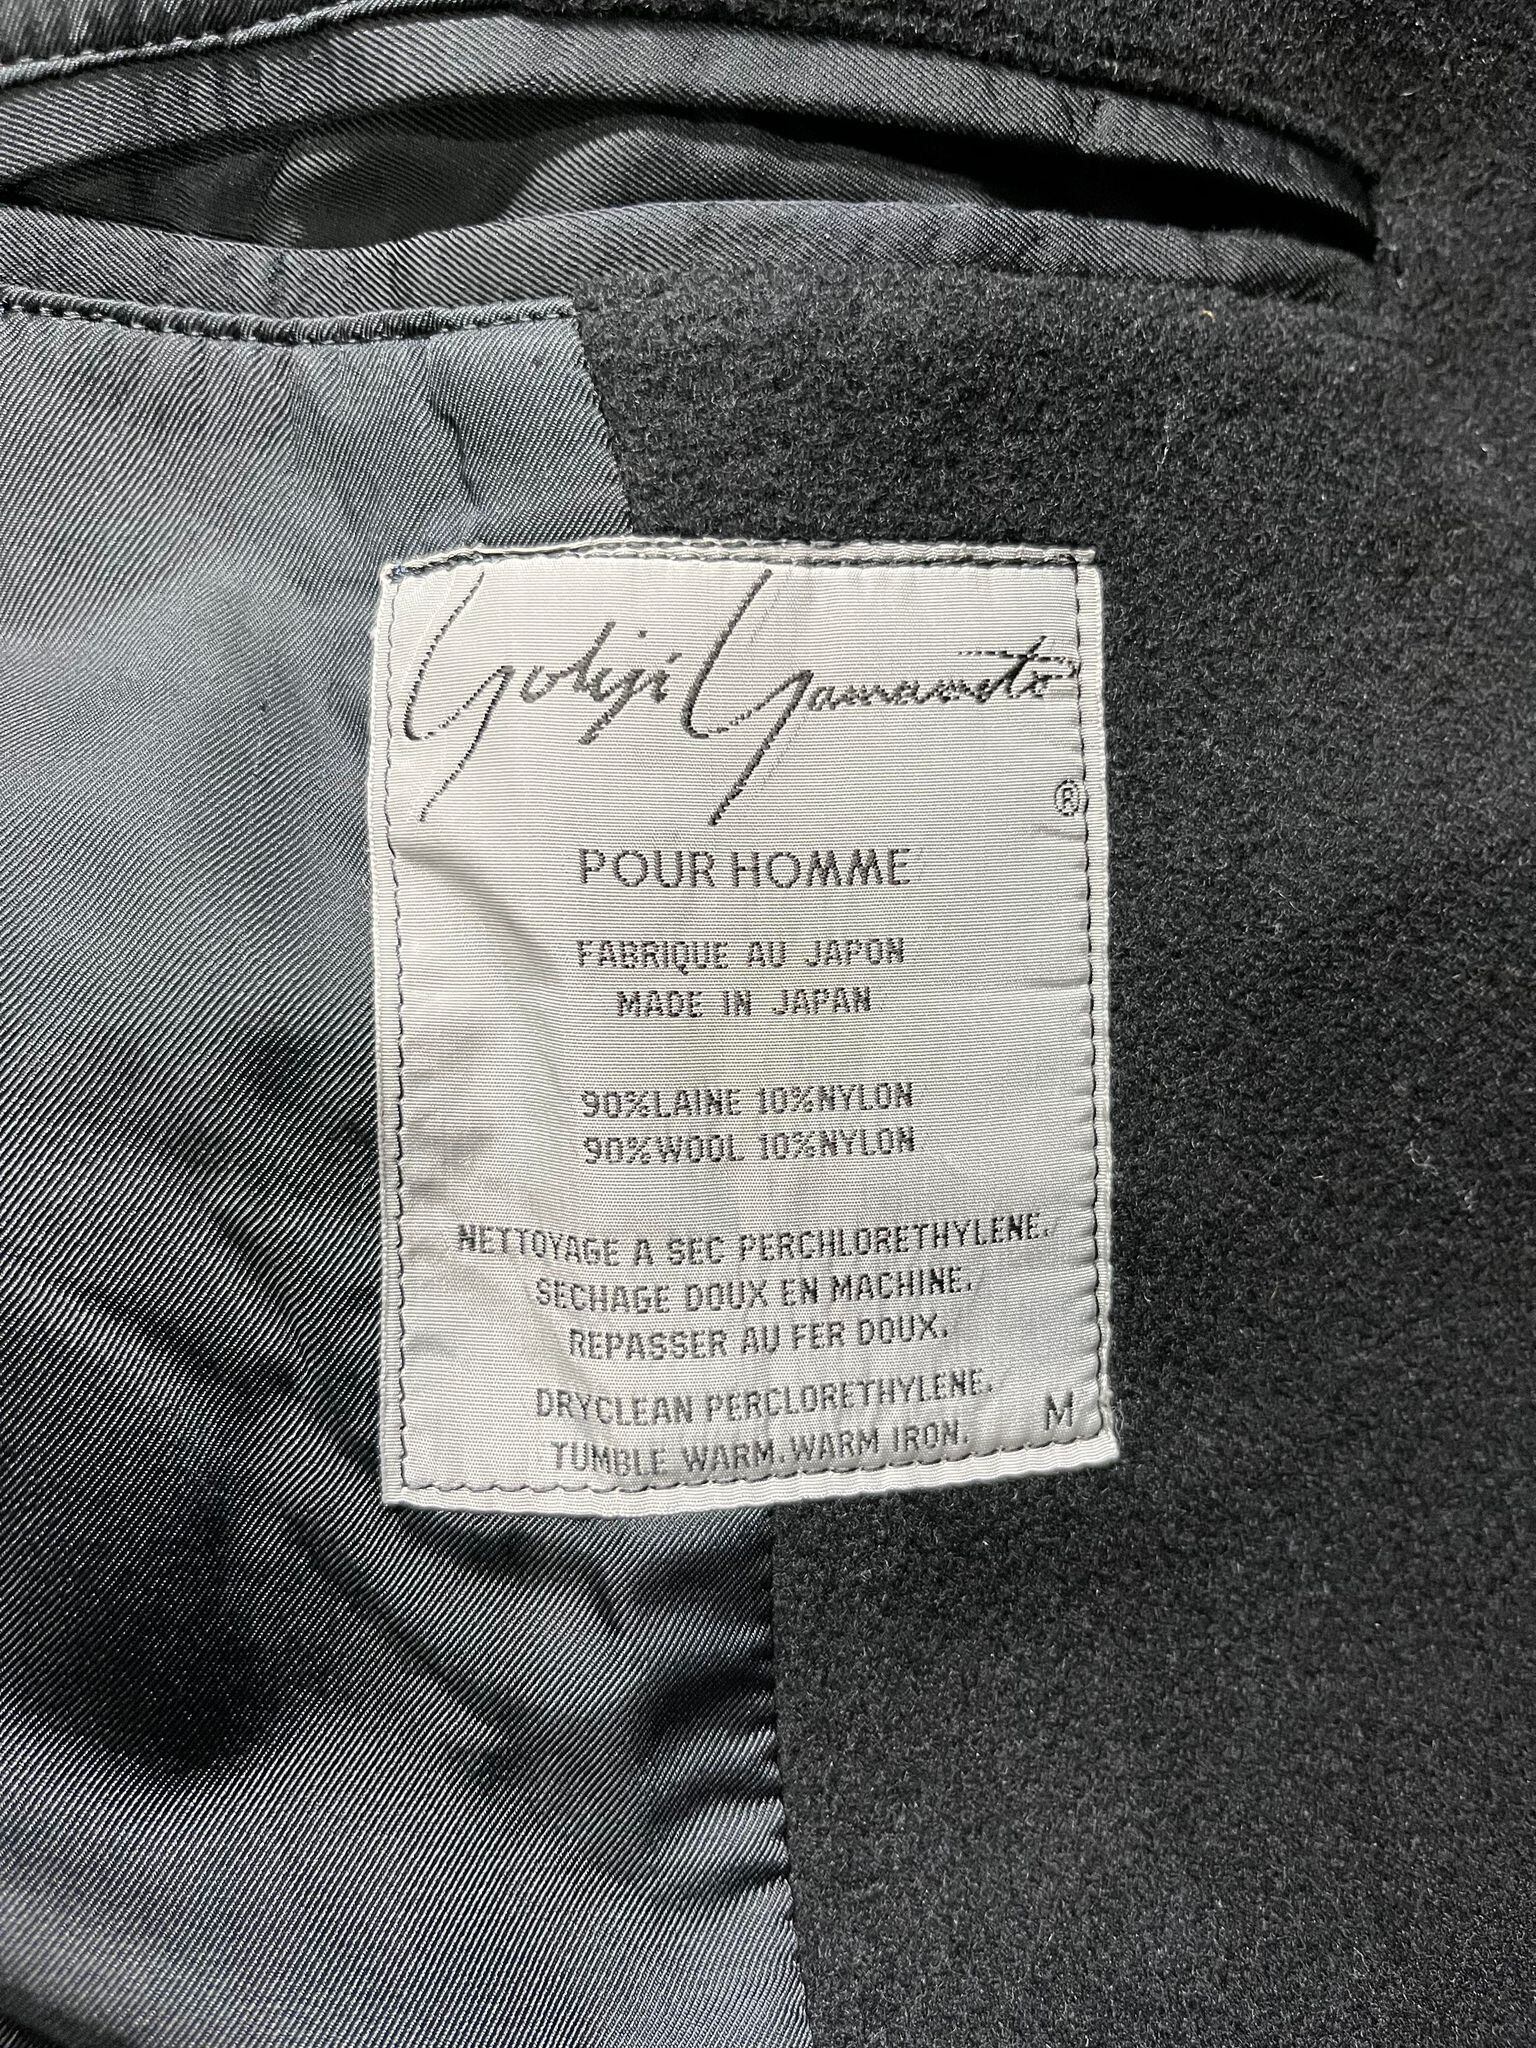 Yohji Yamamoto
®
POUR HOMME
FABRIQUE AU JAPON
MADE IN JAPAN
90%LAINE 10%NYLON
90%WOOL 10%NYLON
NETTOYAGE A SEC PERCHLORETHYLENE.
SECHAGE DOUX EN MACHINE.
REPASSER AU FER DOUX.
DRYCLEAN PERCLORETHYLENE.
TUMBLE WARM.WARM IRON.
M